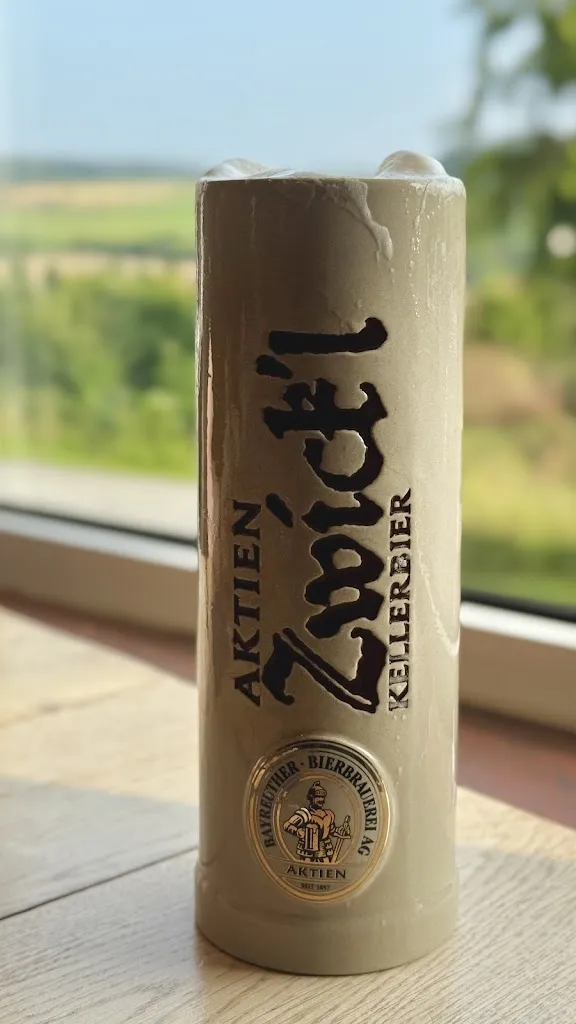 AKTIEN
Zwick'l
KELLERBIER
BAYREUTHER · BIERBRAUEREI AG
AKTIEN
SEIT 1857